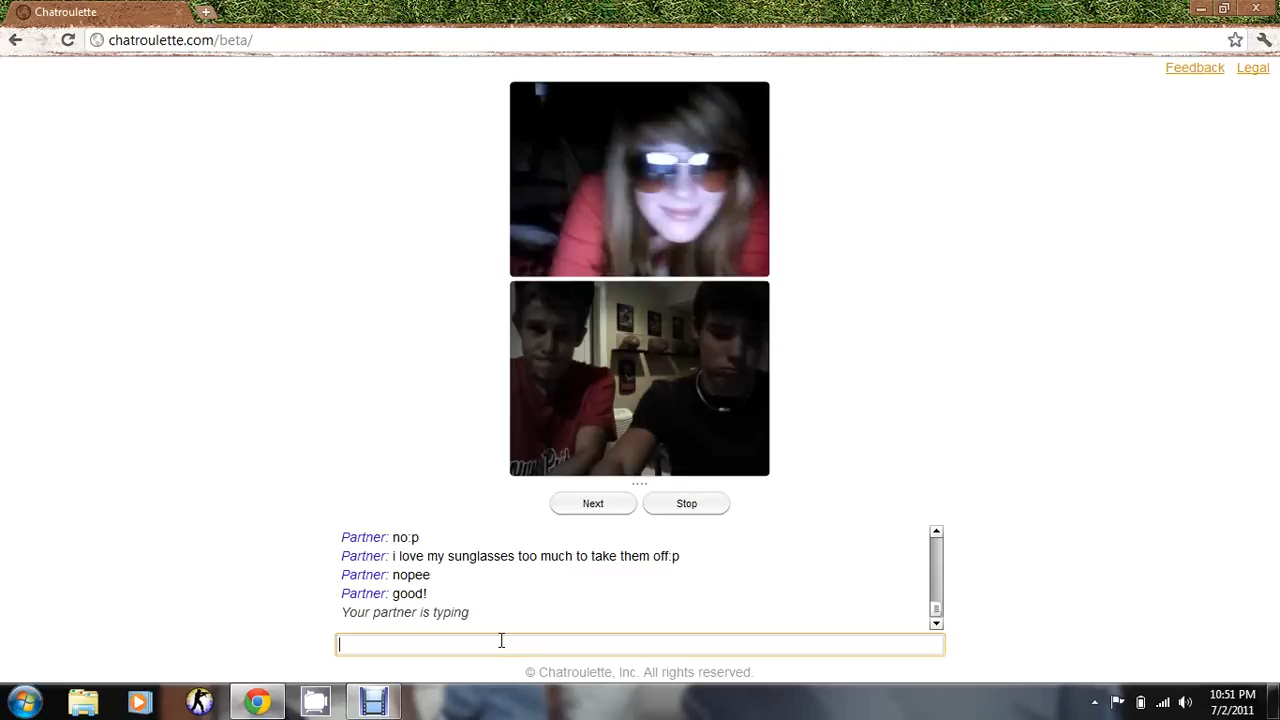 Chatroulette
chatroulette.com/beta/
Feedback Legal
Next Stop
Partner: no:p
Partner: i love my sunglasses too much to take them off:p
Partner: nopee
Partner: good!
Your partner is typing
© Chatroulette, Inc. All rights reserved.
10:51 PM
7/2/2011